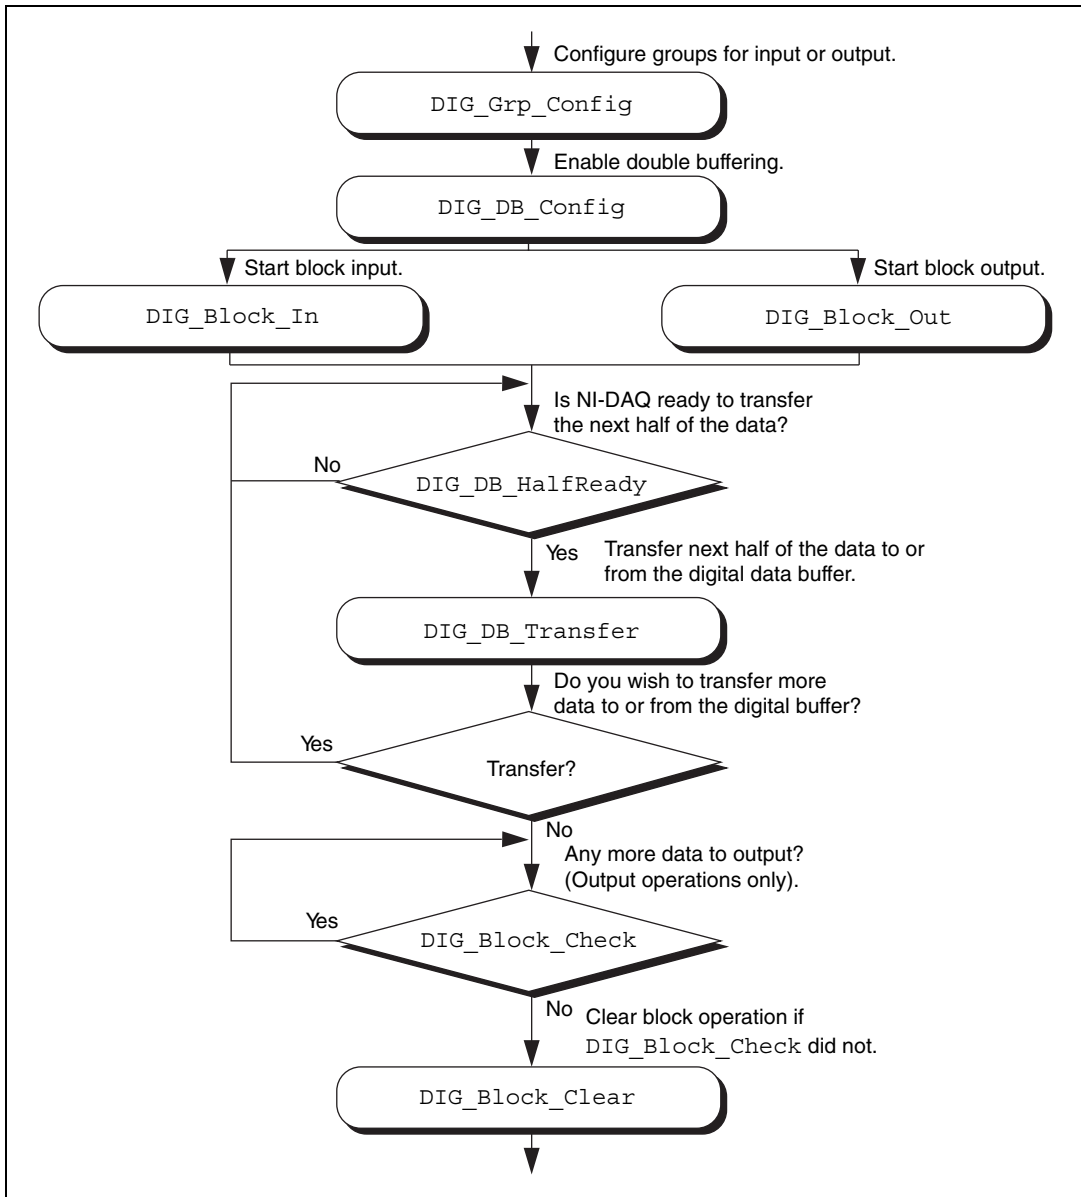 Configure groups for input or output.
DIG_Grp_Config
Enable double buffering.
DIG_DB_Config
Start block input.
Start block output.
DIG_Block_In
DIG_Block_Out
Is NI-DAQ ready to transfer
the next half of the data?
No
DIG_DB_HalfReady
Yes
Transfer next half of the data to or
from the digital data buffer.
DIG_DB_Transfer
Do you wish to transfer more
data to or from the digital buffer?
Yes
Transfer?
No
Any more data to output?
(Output operations only).
Yes
DIG_Block_Check
No
Clear block operation if
DIG_Block_Check did not.
DIG_Block_Clear